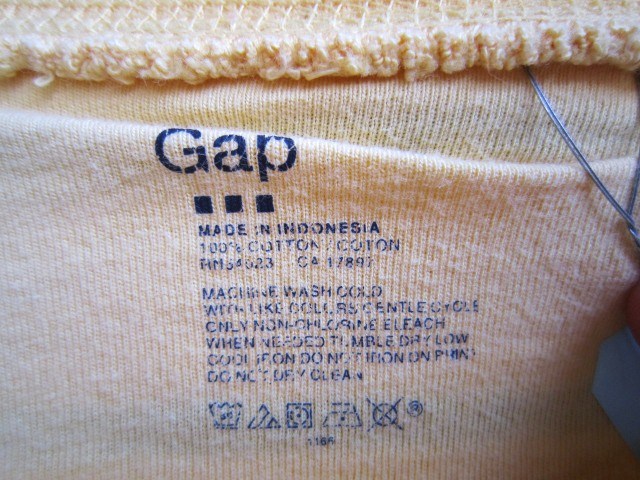 Gap
MADE IN INDONESIA
100% COTTON / COTON
RN54023 CA 17897
MACHINE WASH COLD
WITH LIKE COLORS GENTLE CYCLE
ONLY NON-CHLORINE BLEACH
WHEN NEEDED TUMBLE DRY LOW
COOL IRON DO NOT IRON ON PRINT
DO NOT DRY CLEAN